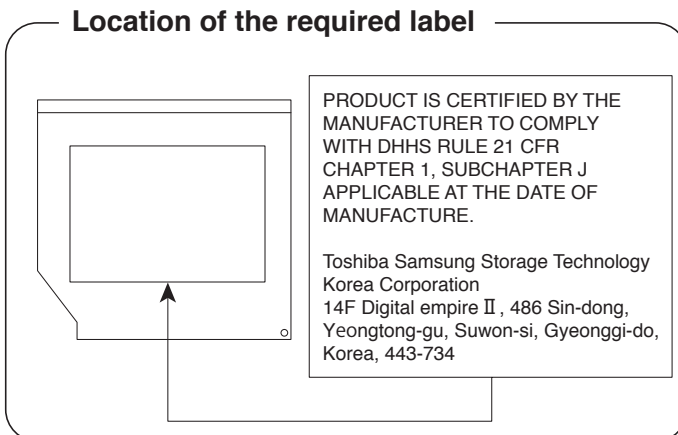 Location of the required label
PRODUCT IS CERTIFIED BY THE
MANUFACTURER TO COMPLY
WITH DHHS RULE 21 CFR
CHAPTER 1, SUBCHAPTER J
APPLICABLE AT THE DATE OF
MANUFACTURE.
Toshiba Samsung Storage Technology
Korea Corporation
14F Digital empire Ⅱ, 486 Sin-dong,
Yeongtong-gu, Suwon-si, Gyeonggi-do,
Korea, 443-734